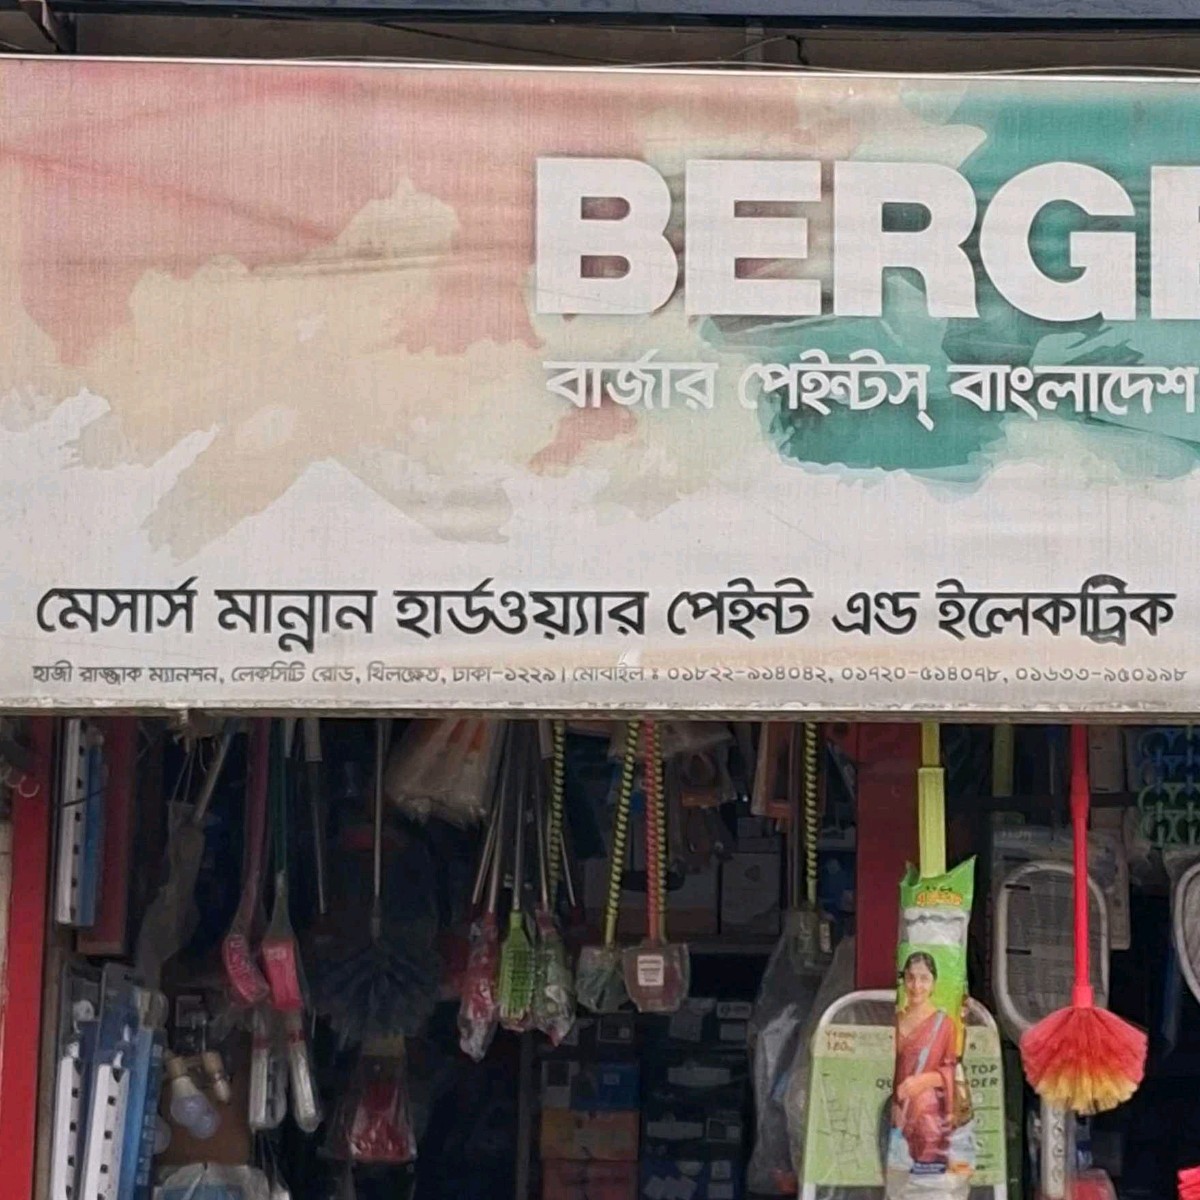 BERGE
বার্জার পেইন্টস্ বাংলাদেশ
মেসার্স মান্নান হার্ডওয়্যার পেইন্ট এন্ড ইলেকট্রিক
হাজী রাজ্জাক ম্যানশন, লেকসিটি রোড, খিলক্ষেত, ঢাকা-১২২৯। মোবাইল : ০১৮২২-৯১৪০৪২, ০১৭২০-৫১৪০৭৮, ০১৬৩৩-৯৫০১৯৮